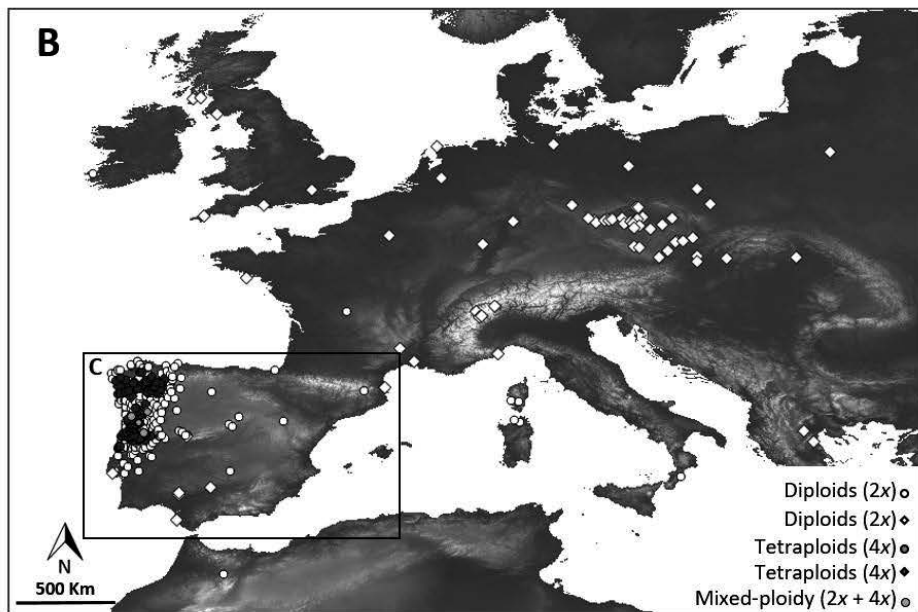 B
C
Diploids (2x)
Diploids (2x)
Tetraploids (4x)
Tetraploids (4x)
Mixed-ploidy (2x + 4x)
N
500 Km